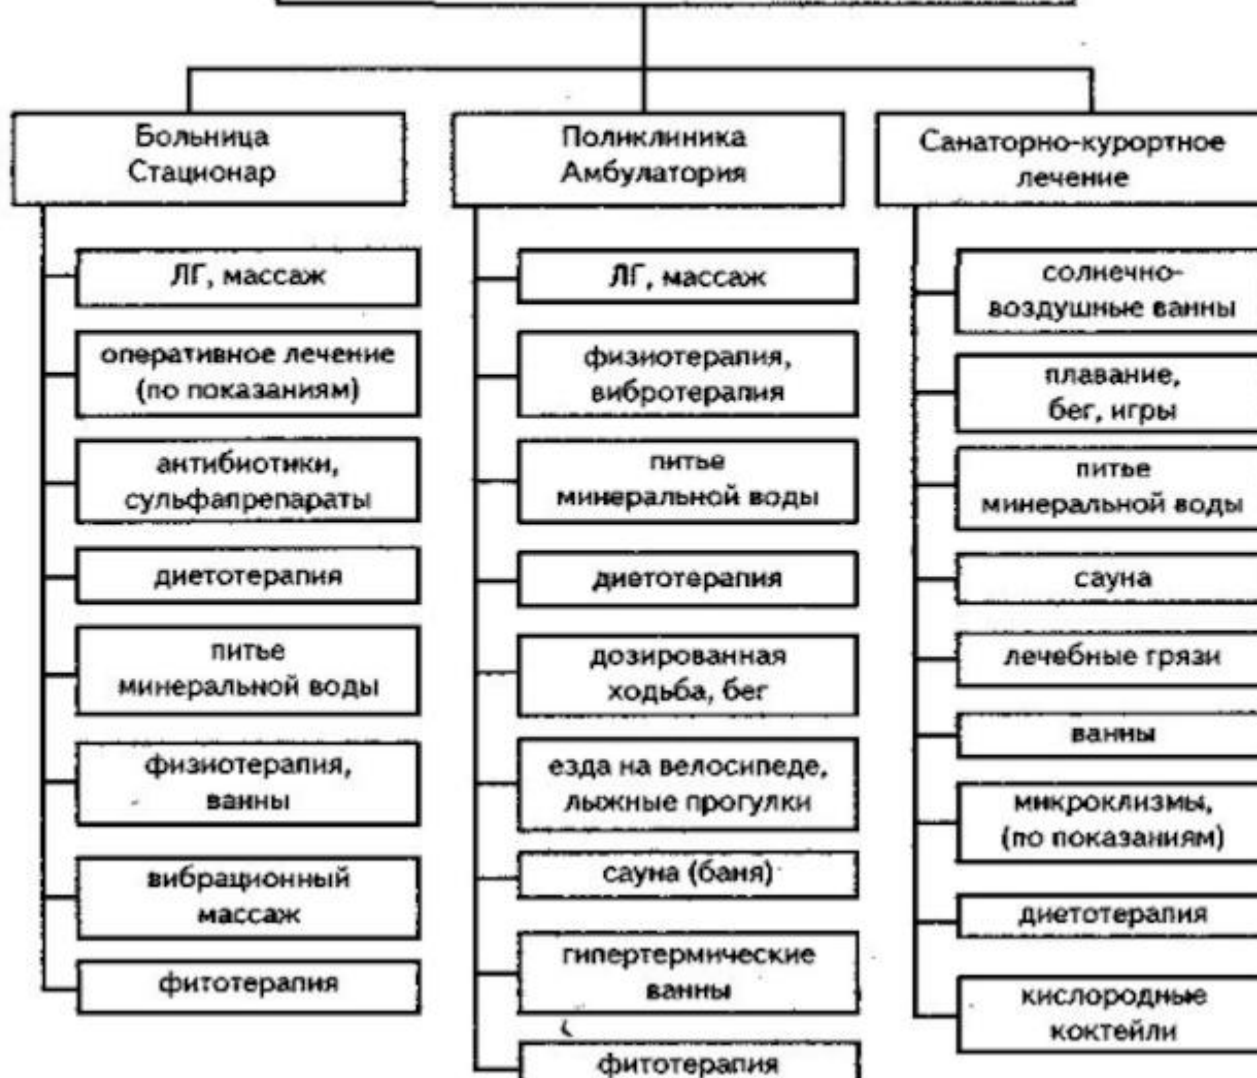 Больница
Стационар
ЛГ, массаж
оперативное лечение
(по показаниям)
антибиотики,
сульфапрепараты
диетотерапия
питье
минеральной воды
физиотерапия,
ванны
вибрационный
массаж
фитотерапия
Поликлиника
Амбулатория
ЛГ, массаж
физиотерапия,
вибротерапия
питье
минеральной воды
диетотерапия
дозированная
ходьба, бег
езда на велосипеде,
лыжные прогулки
сауна (баня)
гипертермические
ванны
фитотерапия
Санаторно-курортное
лечение
солнечно-
воздушные ванны
плавание,
бег, игры
питье
минеральной воды
сауна
лечебные грязи
ванны
микроклизмы,
(по показаниям)
диетотерапия
кислородные
коктейли